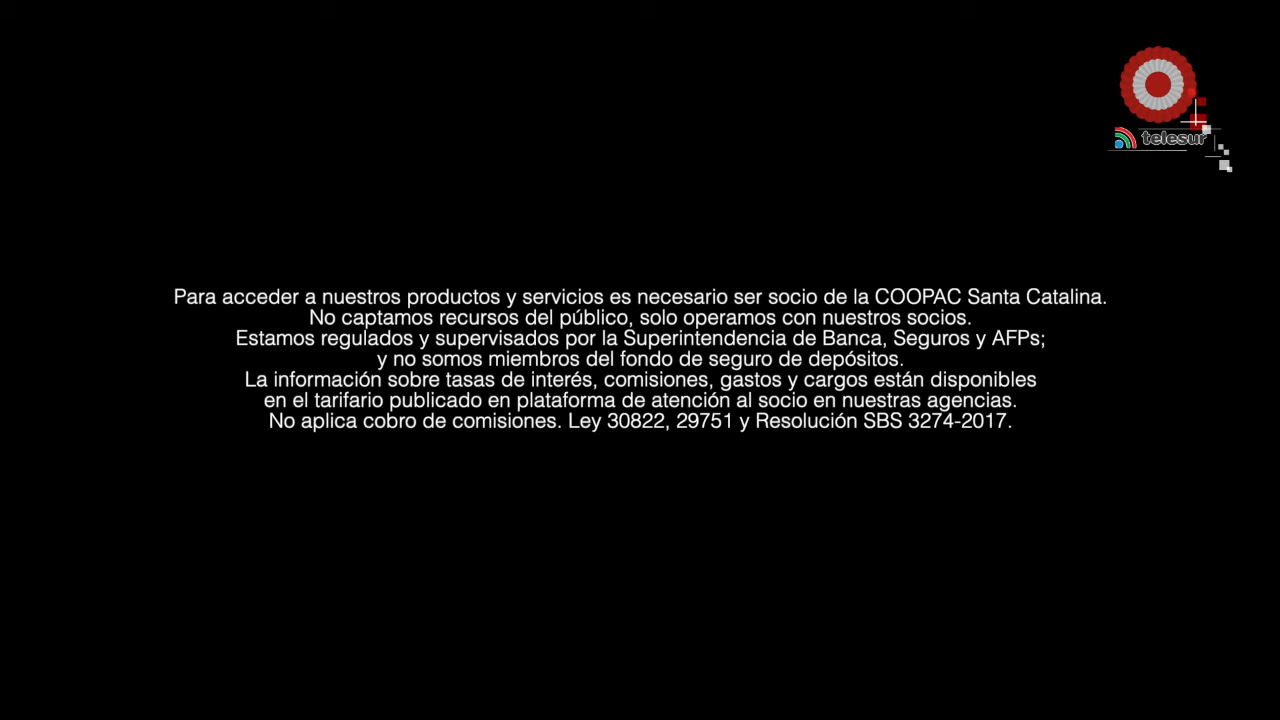 telesur
Para acceder a nuestros productos y servicios es necesario ser socio de la COOPAC Santa Catalina.
No captamos recursos del público, solo operamos con nuestros socios.
Estamos regulados y supervisados por la Superintendencia de Banca, Seguros y AFPs;
y no somos miembros del fondo de seguro de depósitos.
La información sobre tasas de interés, comisiones, gastos y cargos están disponibles
en el tarifario publicado en plataforma de atención al socio en nuestras agencias.
No aplica cobro de comisiones. Ley 30822, 29751 y Resolución SBS 3274-2017.